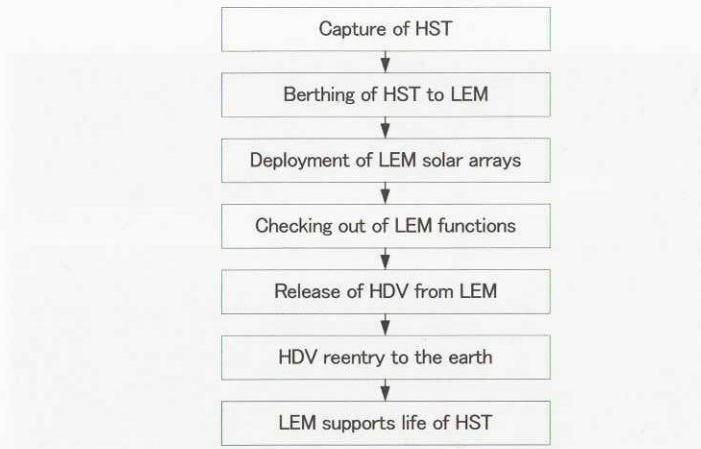 Capture of HST
Berthing of HST to LEM
Deployment of LEM solar arrays
Checking out of LEM functions
Release of HDV from LEM
HDV reentry to the earth
LEM supports life of HST